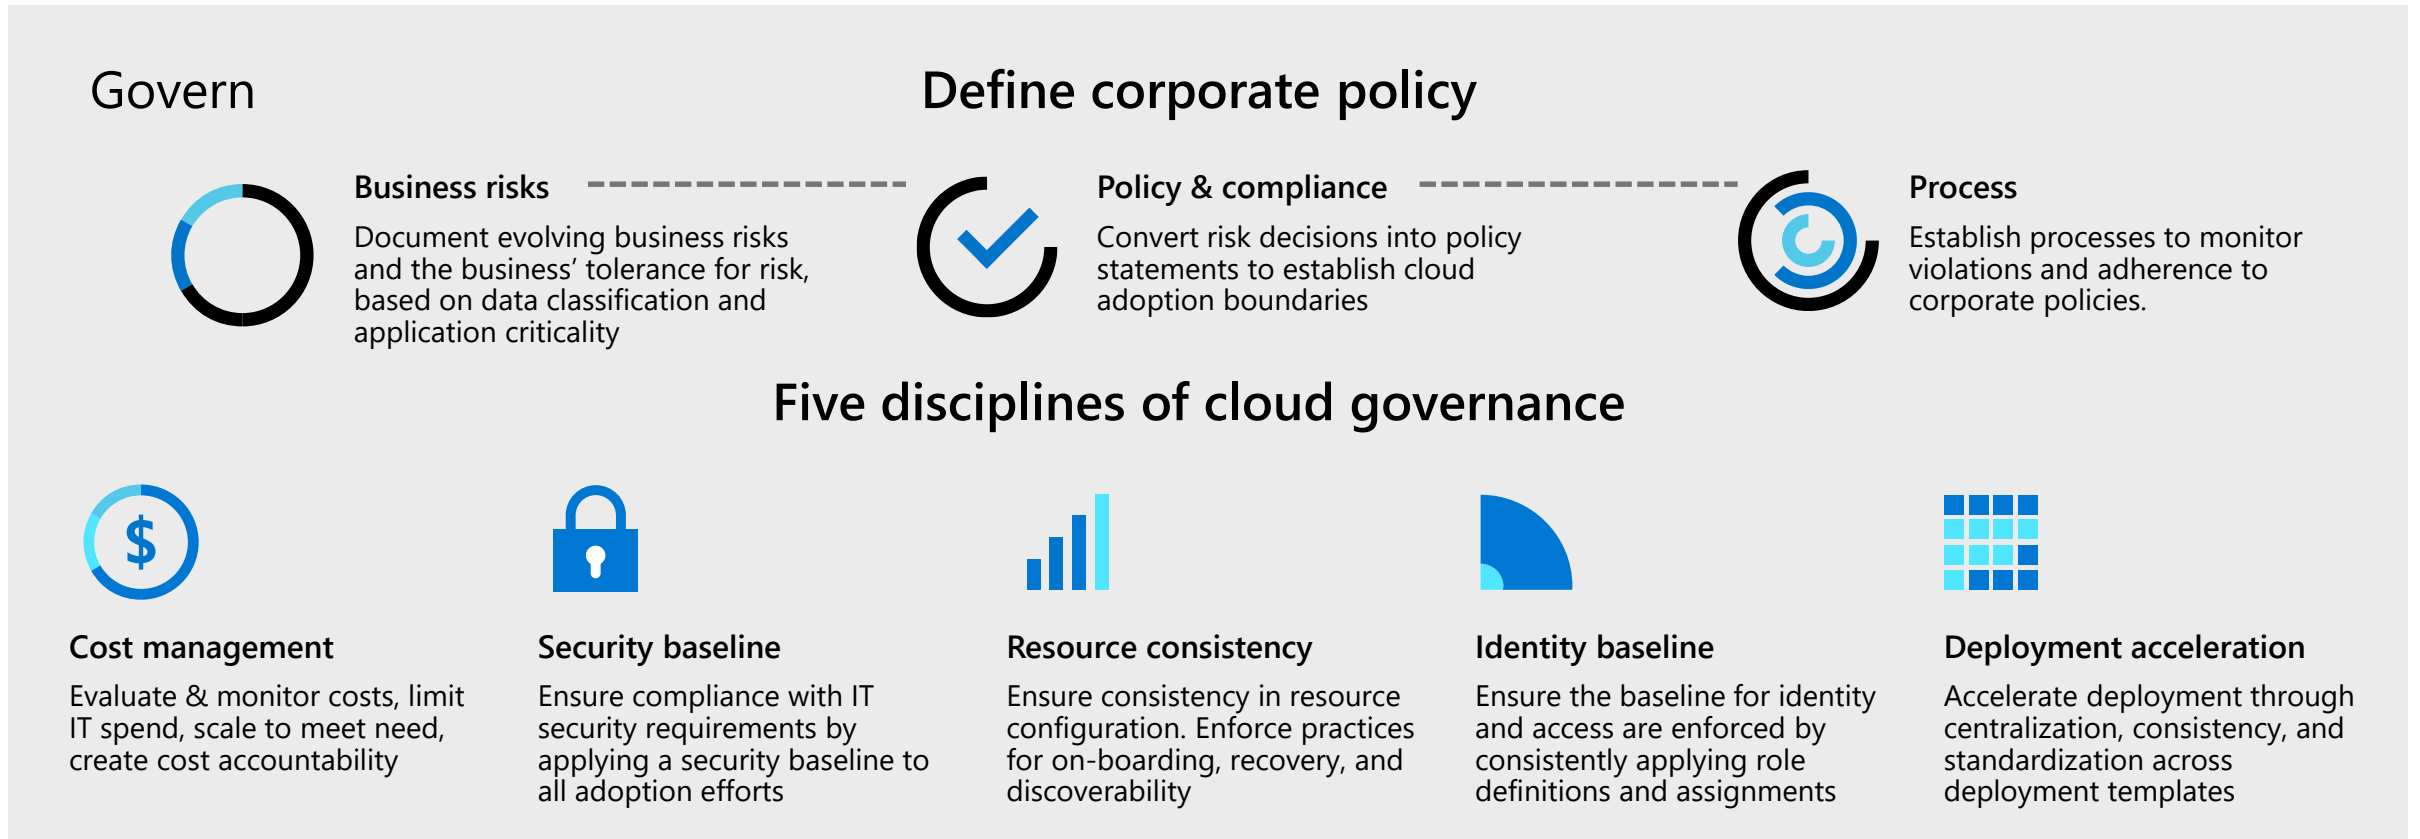 Govern
Define corporate policy
Business risks
Document evolving business risks
and the business’ tolerance for risk,
based on data classification and
application criticality
Policy & compliance
Convert risk decisions into policy
statements to establish cloud
adoption boundaries
Process
Establish processes to monitor
violations and adherence to
corporate policies.
Five disciplines of cloud governance
$
Cost management
Evaluate & monitor costs, limit
IT spend, scale to meet need,
create cost accountability
Security baseline
Ensure compliance with IT
security requirements by
applying a security baseline to
all adoption efforts
Resource consistency
Ensure consistency in resource
configuration. Enforce practices
for on-boarding, recovery, and
discoverability
Identity baseline
Ensure the baseline for identity
and access are enforced by
consistently applying role
definitions and assignments
Deployment acceleration
Accelerate deployment through
centralization, consistency, and
standardization across
deployment templates